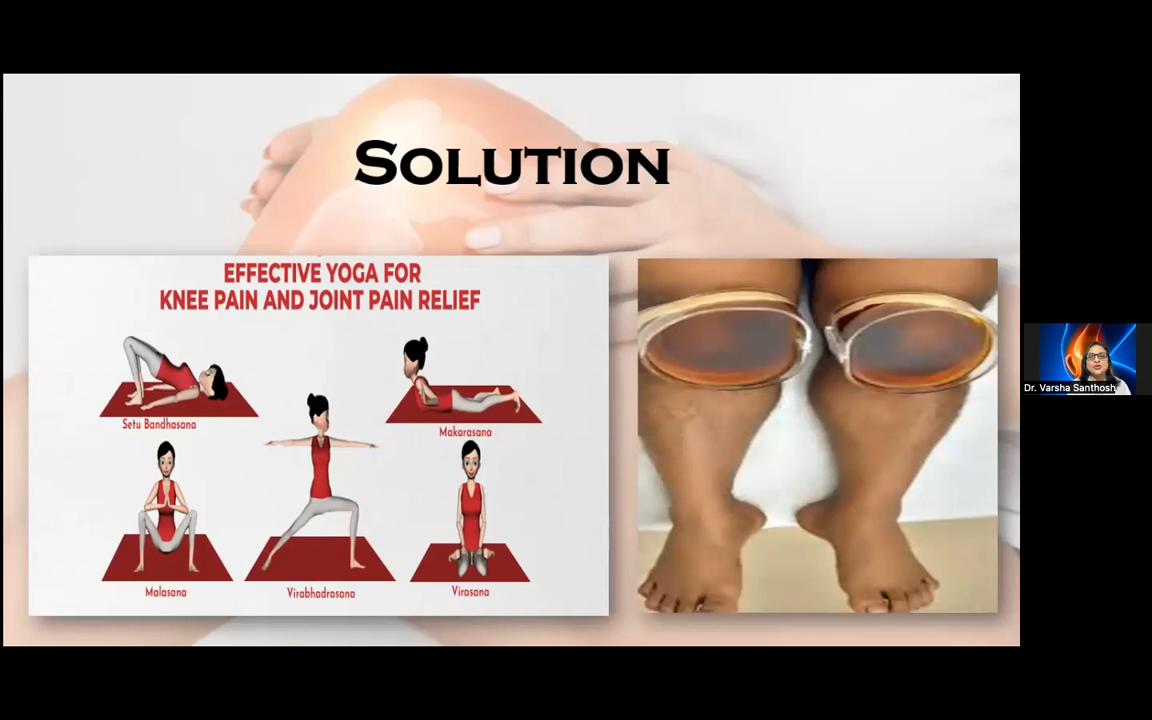 SOLUTION
EFFECTIVE YOGA FOR
KNEE PAIN AND JOINT PAIN RELIEF
Setu Bandhasana
Makarasana
Malasana
Virabhadrasana
Virasana
Dr. Varsha Santhosh